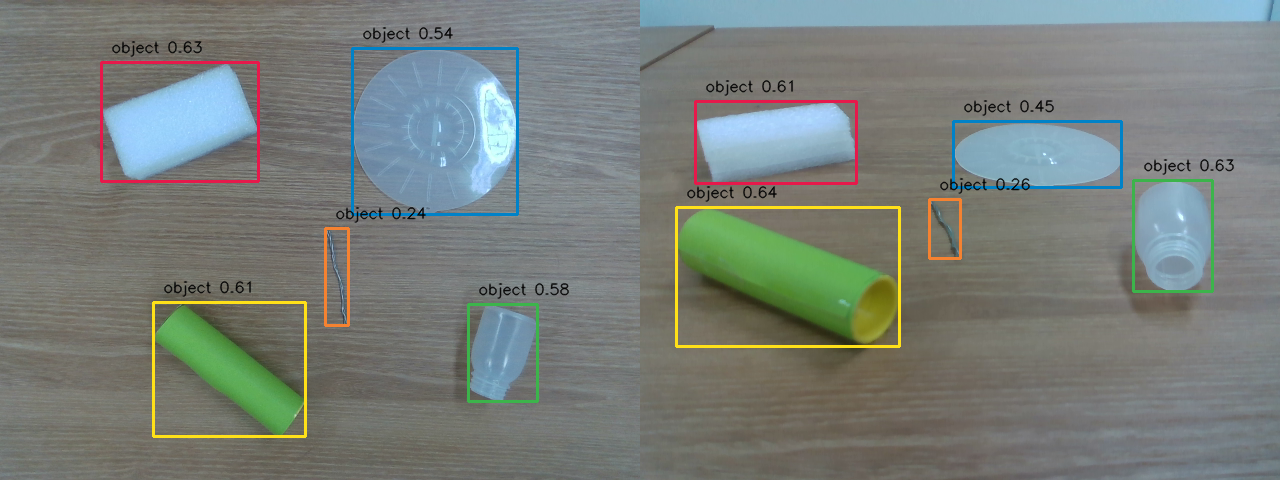 object 0.63
object 0.54
object 0.24
object 0.61
object 0.58
object 0.61
object 0.45
object 0.63
object 0.26
object 0.64